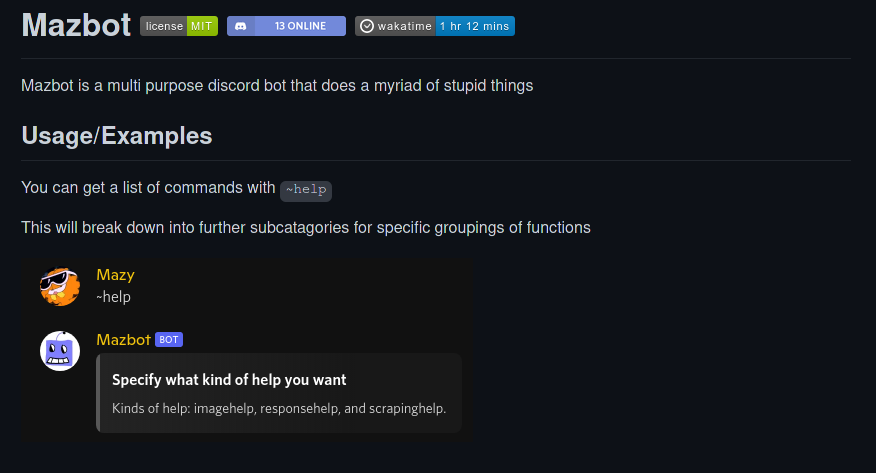 Mazbot license MIT 13 ONLINE wakatime 1 hr 12 mins
Mazbot is a multi purpose discord bot that does a myriad of stupid things
Usage/Examples
You can get a list of commands with ~help
This will break down into further subcatagories for specific groupings of functions
Mazy
~help
Mazbot BOT
Specify what kind of help you want
Kinds of help: imagehelp, responsehelp, and scrapinghelp.